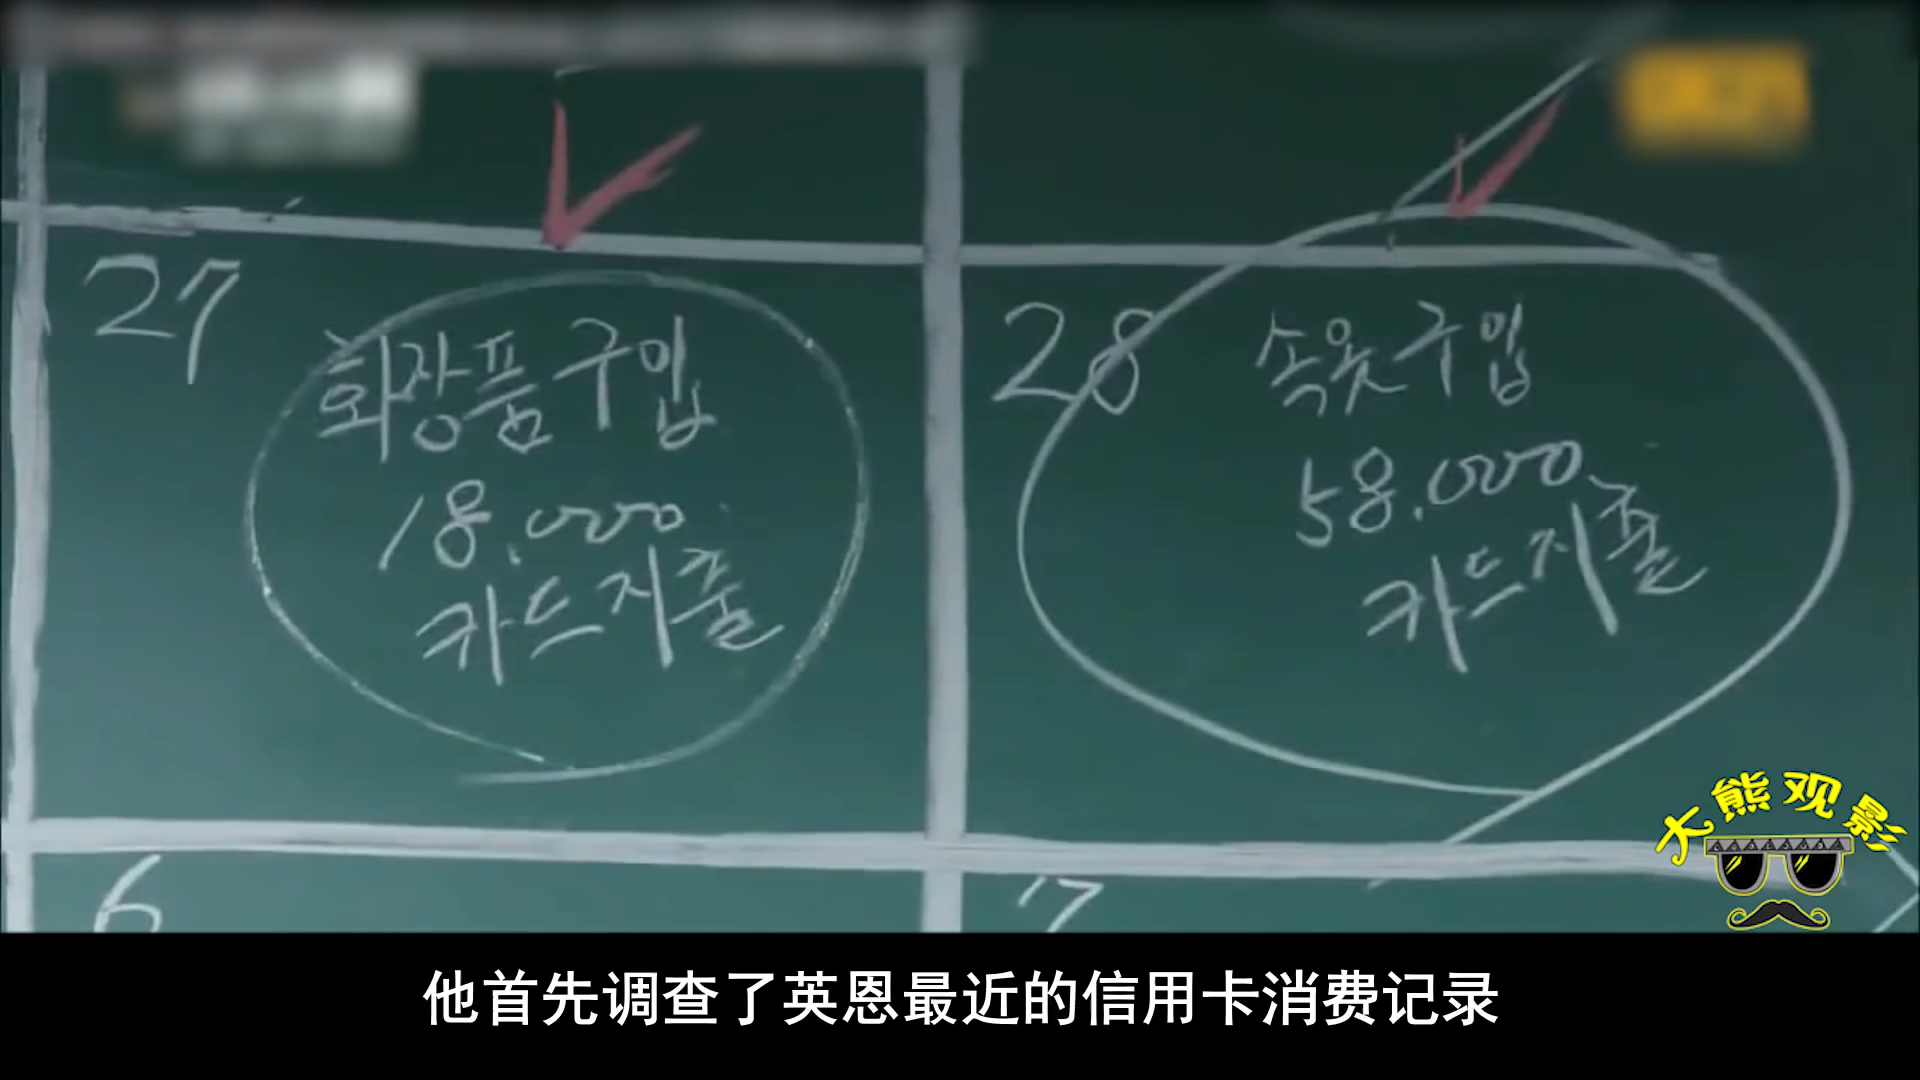 27
화장품 구입
18.000
카드지출
28
속옷 구입
58.000
카드지출
6
7
大熊观影
他首先调查了英恩最近的信用卡消费记录